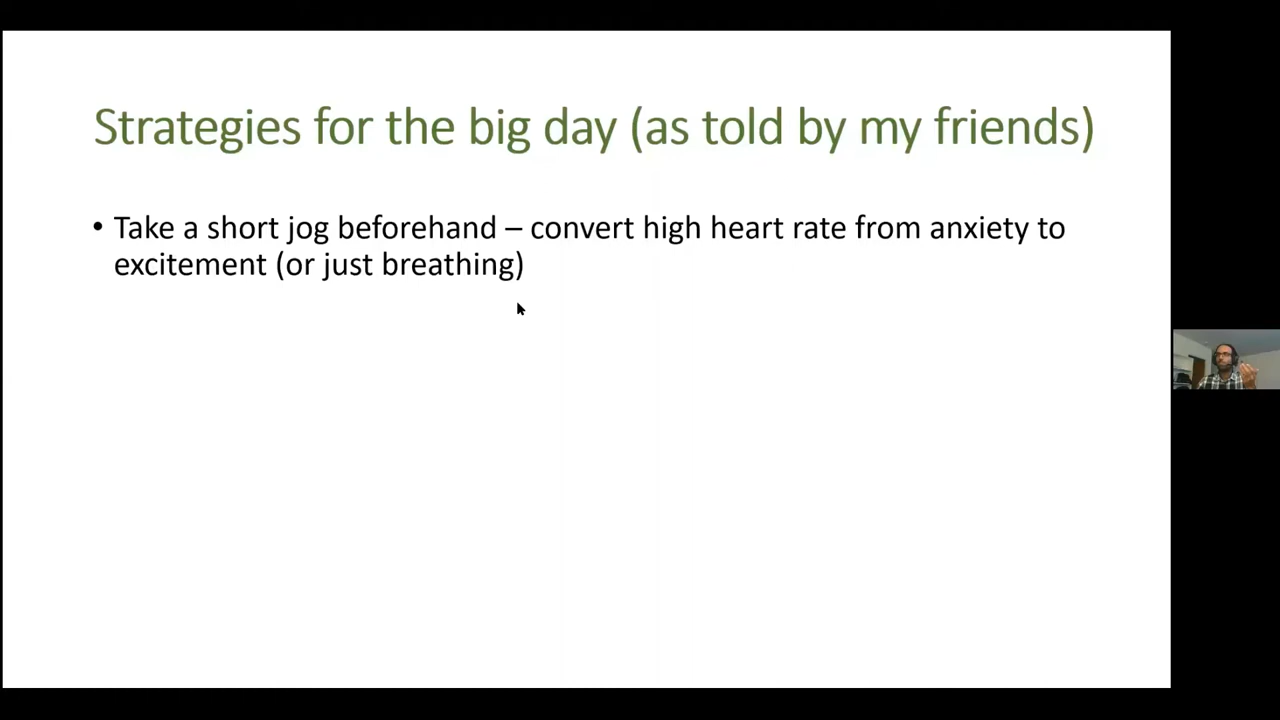 Strategies for the big day (as told by my friends)
• Take a short jog beforehand – convert high heart rate from anxiety to
excitement (or just breathing)